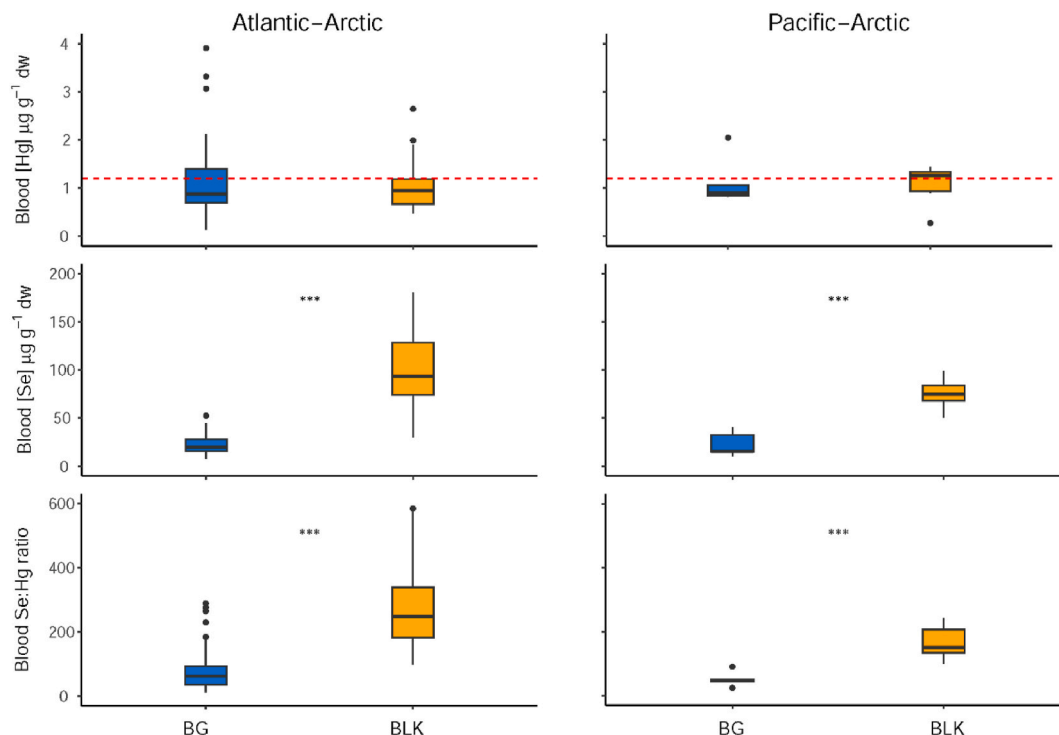 Atlantic−Arctic
Pacific−Arctic
Blood [Hg] μg g⁻¹ dw
4
3
2
1
0
Blood [Se] μg g⁻¹ dw
200
150
100
50
0
***
***
Blood Se:Hg ratio
600
400
200
0
***
***
BG
BLK
BG
BLK